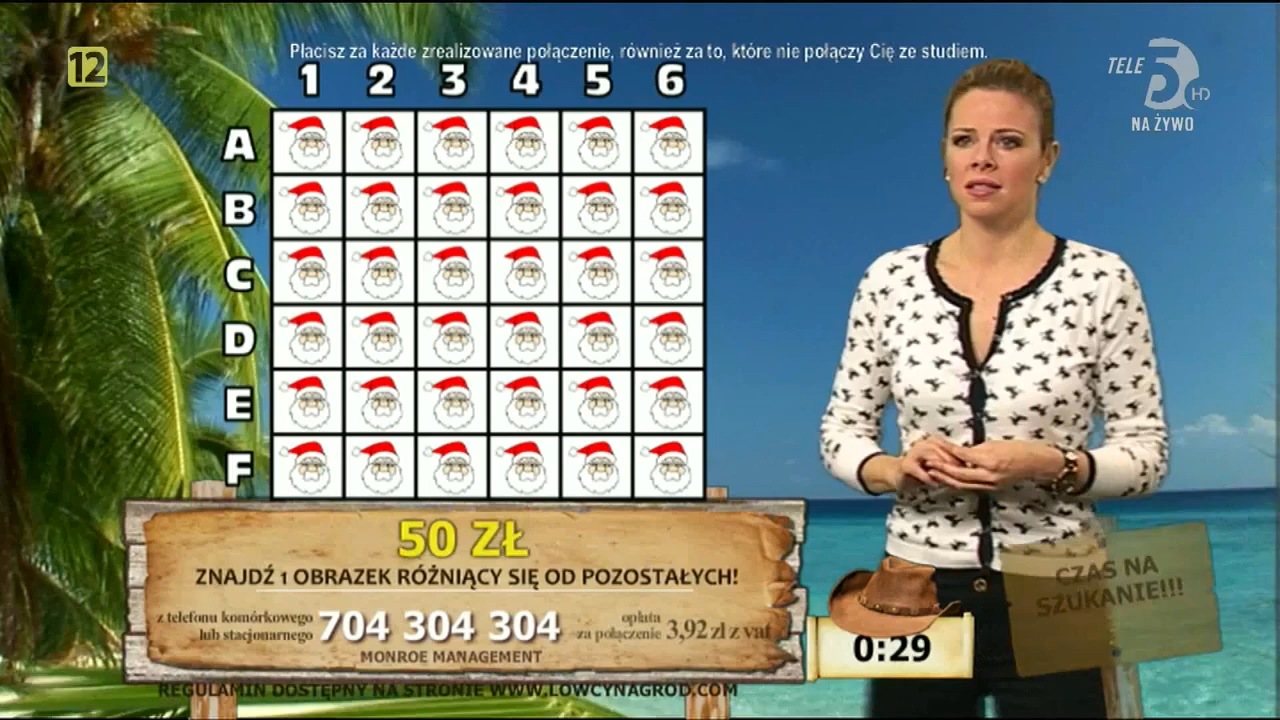 Płacisz za każde zrealizowane połączenie, również za to, które nie połączy Cię ze studiem.
12
TELE 5 HD
NA ŻYWO
1 2 3 4 5 6
A
B
C
D
E
F
50 ZŁ
ZNAJDŹ 1 OBRAZEK RÓŻNIĄCY SIĘ OD POZOSTAŁYCH!
z telefonu komórkowego
lub stacjonarnego
704 304 304
opłata
za połączenie 3,92 zł z vat
MONROE MANAGEMENT
CZAS NA
SZUKANIE!!!
0:29
REGULAMIN DOSTĘPNY NA STRONIE WWW.LOWCYNAGROD.COM